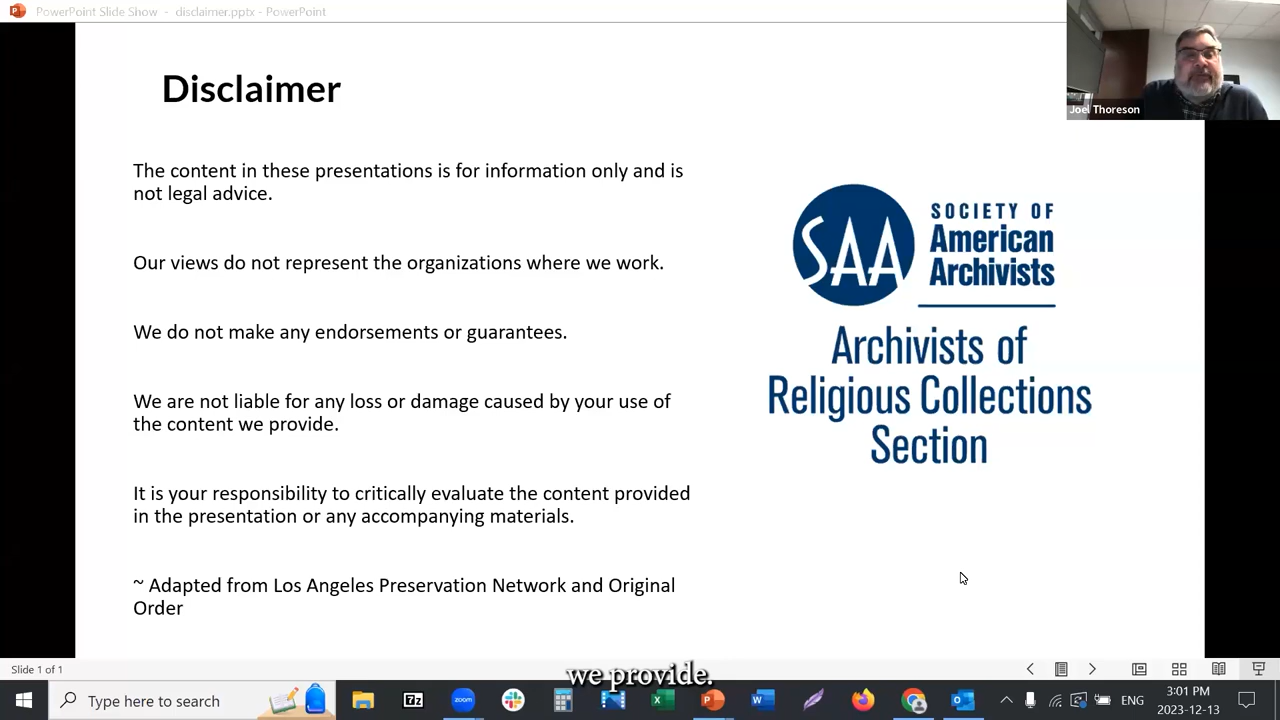 PowerPoint Slide Show - disclaimer.pptx - PowerPoint
Joel Thoreson
Disclaimer
The content in these presentations is for information only and is
not legal advice.
Our views do not represent the organizations where we work.
We do not make any endorsements or guarantees.
We are not liable for any loss or damage caused by your use of
the content we provide.
It is your responsibility to critically evaluate the content provided
in the presentation or any accompanying materials.
~ Adapted from Los Angeles Preservation Network and Original
Order
SAA
SOCIETY OF
American
Archivists
Archivists of
Religious Collections
Section
Slide 1 of 1
we provide.
Type here to search
7z
zoom
ENG
3:01 PM
2023-12-13